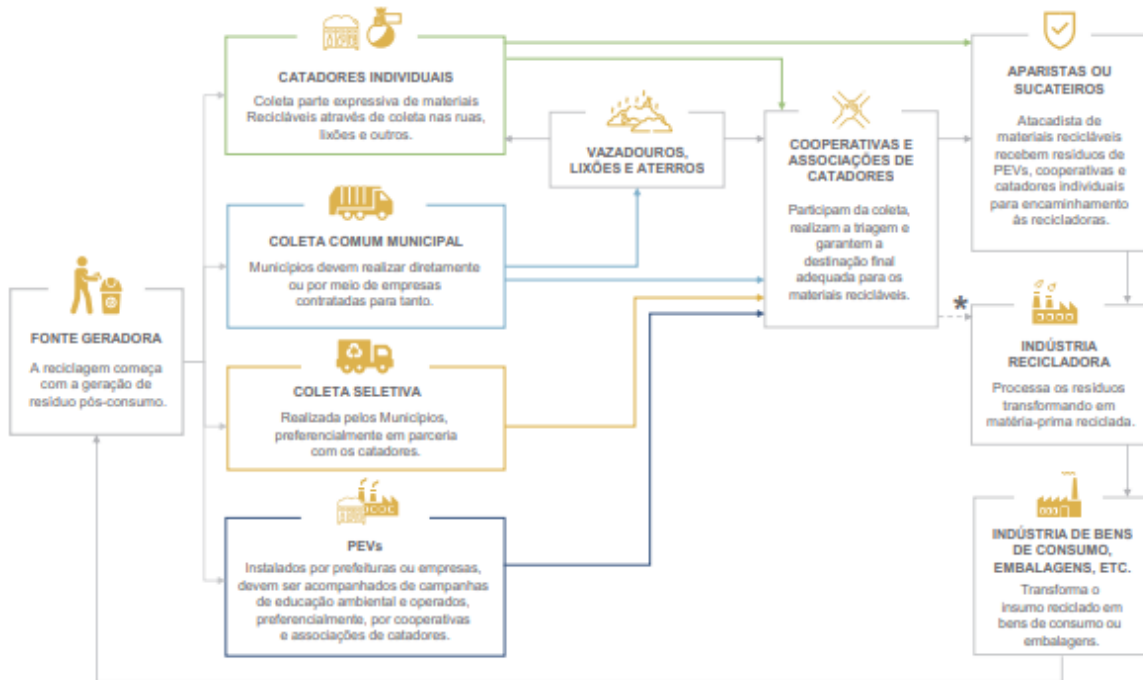 FONTE GERADORA
A reciclagem começa
com a geração de
resíduo pós-consumo.
CATADORES INDIVIDUAIS
Coleta parte expressiva de materiais
Recicláveis através de coleta nas ruas,
lixões e outros.
COLETA COMUM MUNICIPAL
Municípios devem realizar diretamente
ou por meio de empresas
contratadas para tanto.
COLETA SELETIVA
Realizada pelos Municípios,
preferencialmente em parceria
com os catadores.
PEVs
Instalados por prefeituras ou empresas,
devem ser acompanhados de campanhas
de educação ambiental e operados,
preferencialmente, por cooperativas
e associações de catadores.
VAZADOUROS,
LIXÕES E ATERROS
COOPERATIVAS E
ASSOCIAÇÕES DE
CATADORES
Participam da coleta,
realizam a triagem e
garantem a
destinação final
adequada para os
materiais recicláveis.
*
APARISTAS OU
SUCATEIROS
Atacadista de
materiais recicláveis
recebem resíduos de
PEVs, cooperativas e
catadores individuais
para encaminhamento
às recicladoras.
INDÚSTRIA
RECICLADORA
Processa os resíduos
transformando em
matéria-prima reciclada.
INDÚSTRIA DE BENS
DE CONSUMO,
EMBALAGENS, ETC.
Transforma o
insumo reciclado em
bens de consumo ou
embalagens.